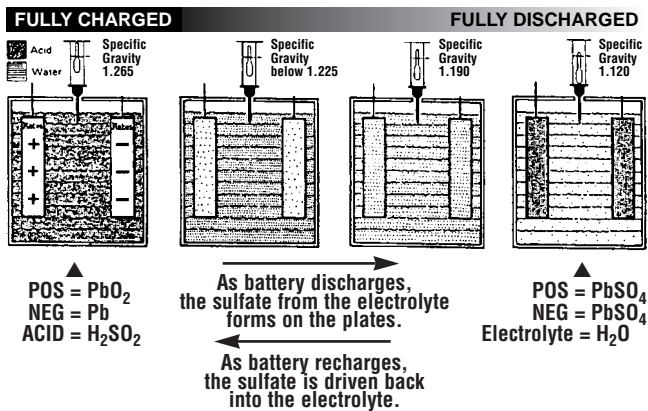 FULLY CHARGED
FULLY DISCHARGED
Acid
Water
Specific
Gravity
1.265
Specific
Gravity
below 1.225
Specific
Gravity
1.190
Specific
Gravity
1.120
Plates
Plates
+
+
+
–
–
–
POS = PbO₂
NEG = Pb
ACID = H₂SO₂
As battery discharges,
the sulfate from the electrolyte
forms on the plates.
As battery recharges,
the sulfate is driven back
into the electrolyte.
POS = PbSO₄
NEG = PbSO₄
Electrolyte = H₂O